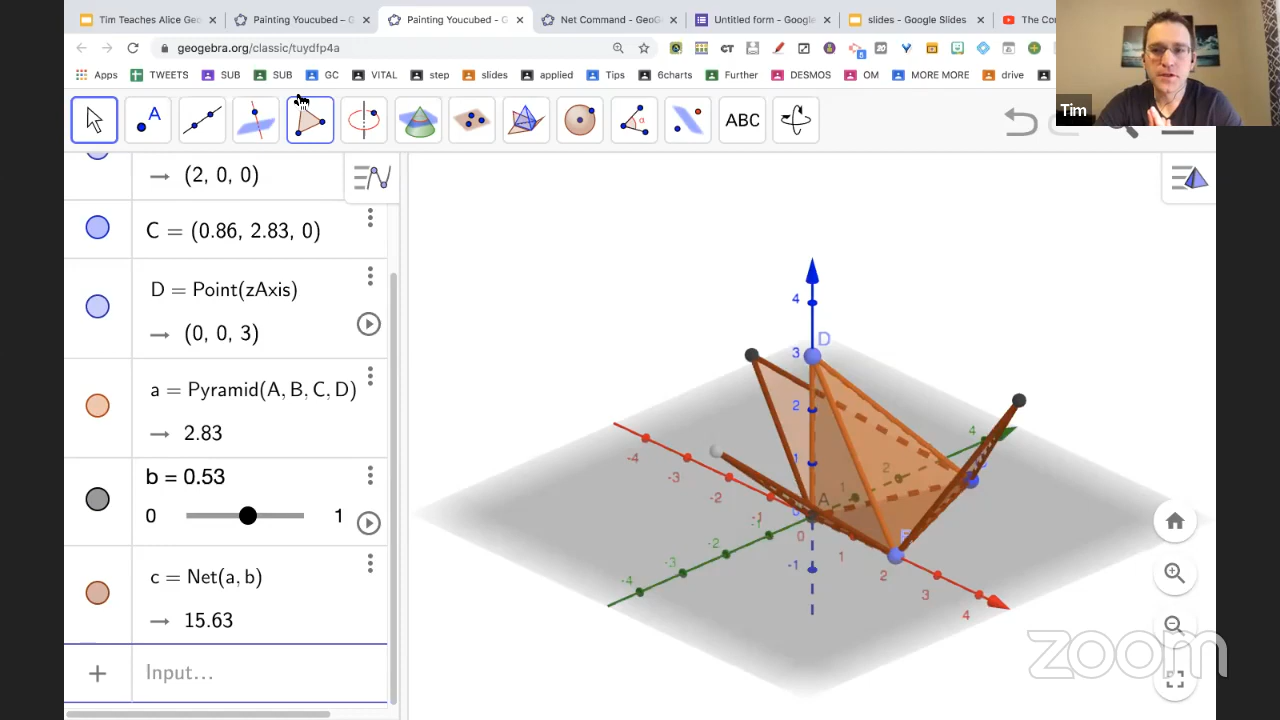 Tim Teaches Alice Geo
Painting Youcubed – G
Painting Youcubed - G
Net Command - GeoG
Untitled form - Google
slides - Google Slides
The Co
geogebra.org/classic/tuydfp4a
Apps
TWEETS
SUB
SUB
GC
VITAL
step
slides
applied
Tips
6charts
Further
DESMOS
OM
MORE MORE
drive
Tim
A
ABC
→ (2, 0, 0)
C = (0.86, 2.83, 0)
D = Point(zAxis)
→ (0, 0, 3)
a = Pyramid(A, B, C, D)
→ 2.83
b = 0.53
0 1
c = Net(a, b)
→ 15.63
+ Input...
4
3
2
1
0
-1
D
A
-4
-3
-2
-1
0
1
2
3
4
-4
-3
-2
-1
1
2
4
zoom